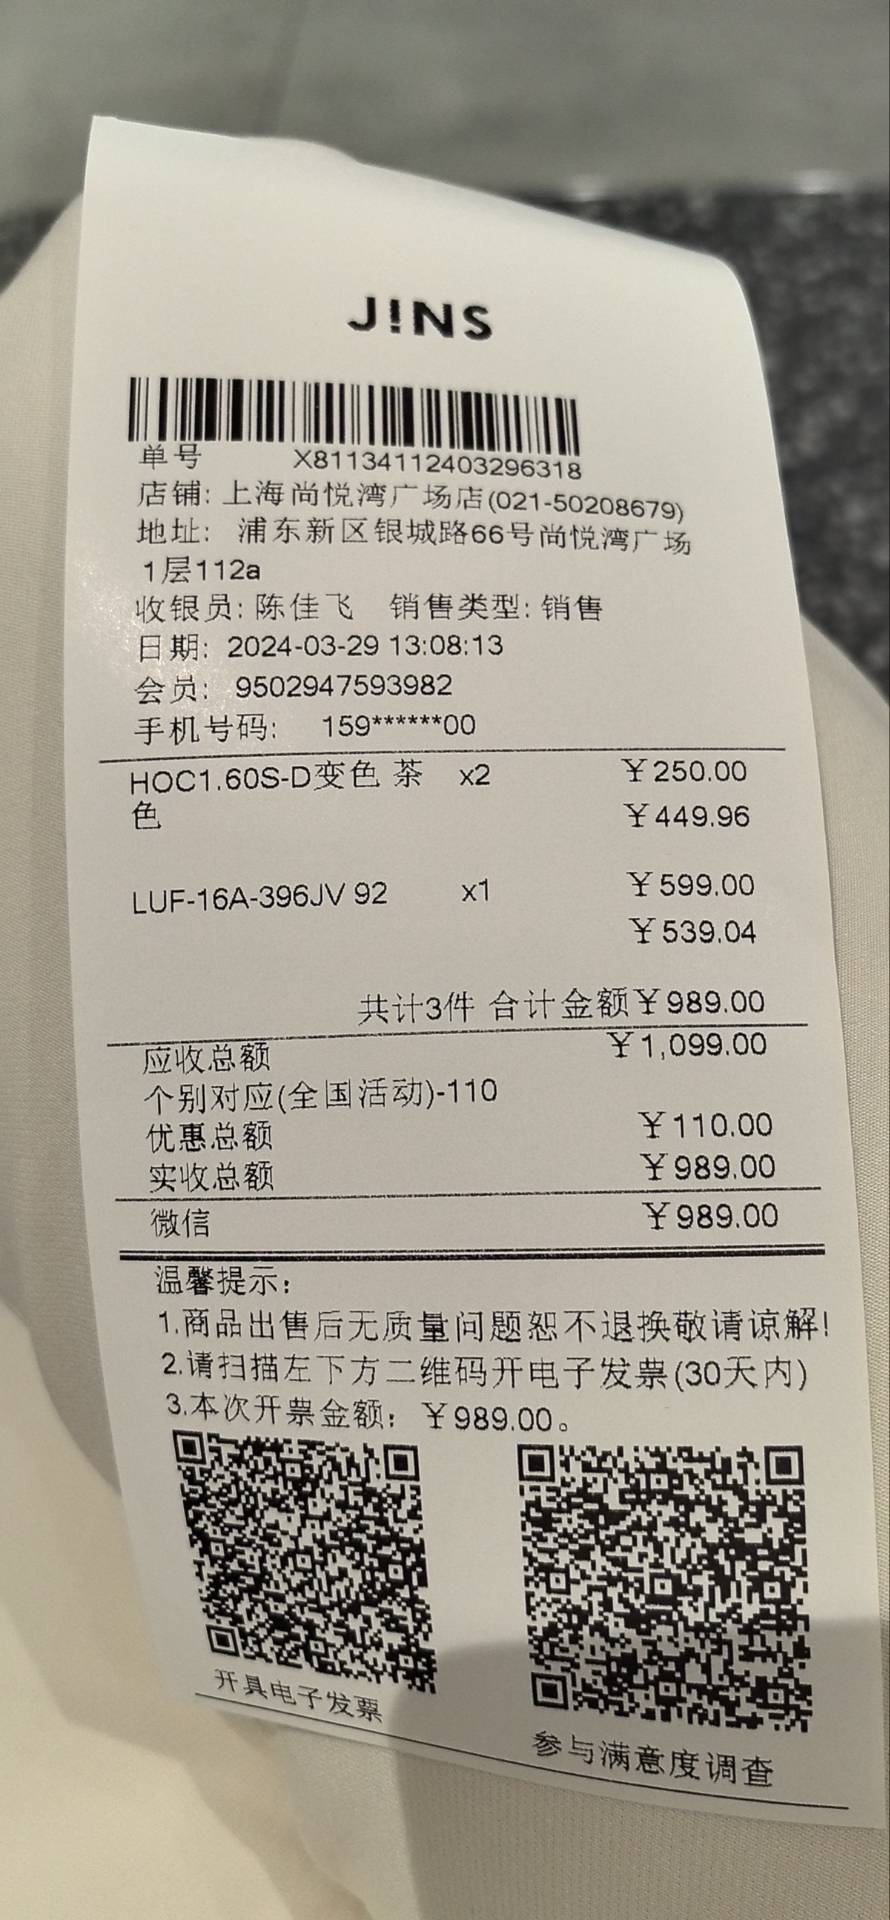 J!NS
单号 X81134112403296318
店铺: 上海尚悦湾广场店(021-50208679)
地址: 浦东新区银城路66号尚悦湾广场
1层112a
收银员: 陈佳飞 销售类型: 销售
日期: 2024-03-29 13:08:13
会员: 9502947593982
手机号码: 159******00
HOC1.60S-D变色 茶 x2 ¥250.00
色 ¥449.96
LUF-16A-396JV 92 x1 ¥599.00
¥539.04
共计3件 合计金额¥989.00
应收总额 ¥1,099.00
个别对应(全国活动)-110
优惠总额 ¥110.00
实收总额 ¥989.00
微信 ¥989.00
温馨提示:
1.商品出售后无质量问题恕不退换敬请谅解!
2.请扫描左下方二维码开电子发票(30天内)
3.本次开票金额: ¥989.00。
开具电子发票
参与满意度调查